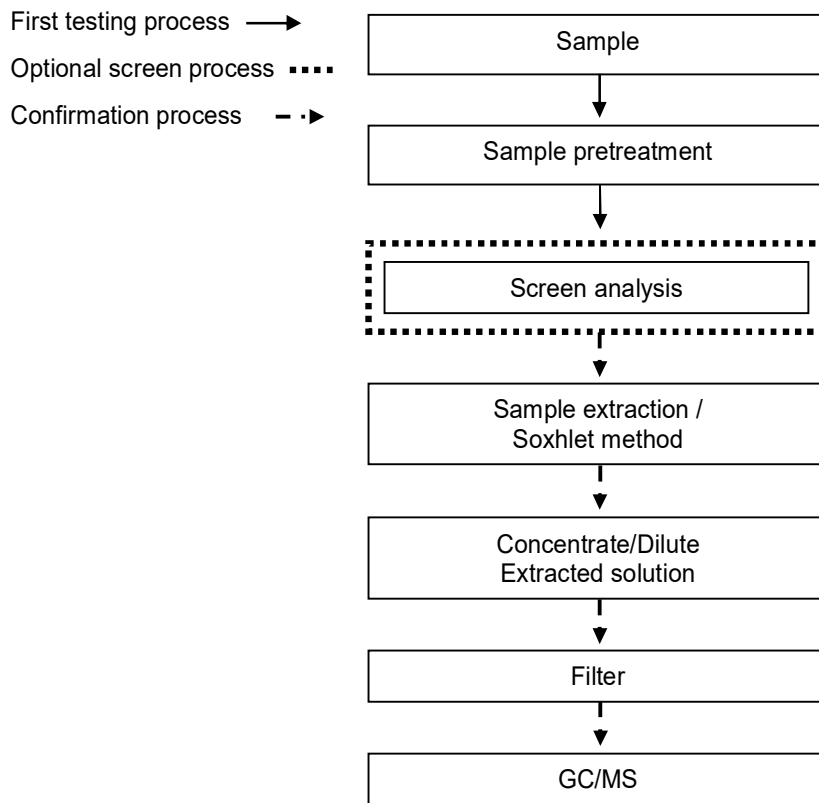 First testing process
Optional screen process
Confirmation process
Sample
Sample pretreatment
Screen analysis
Sample extraction /
Soxhlet method
Concentrate/Dilute
Extracted solution
Filter
GC/MS